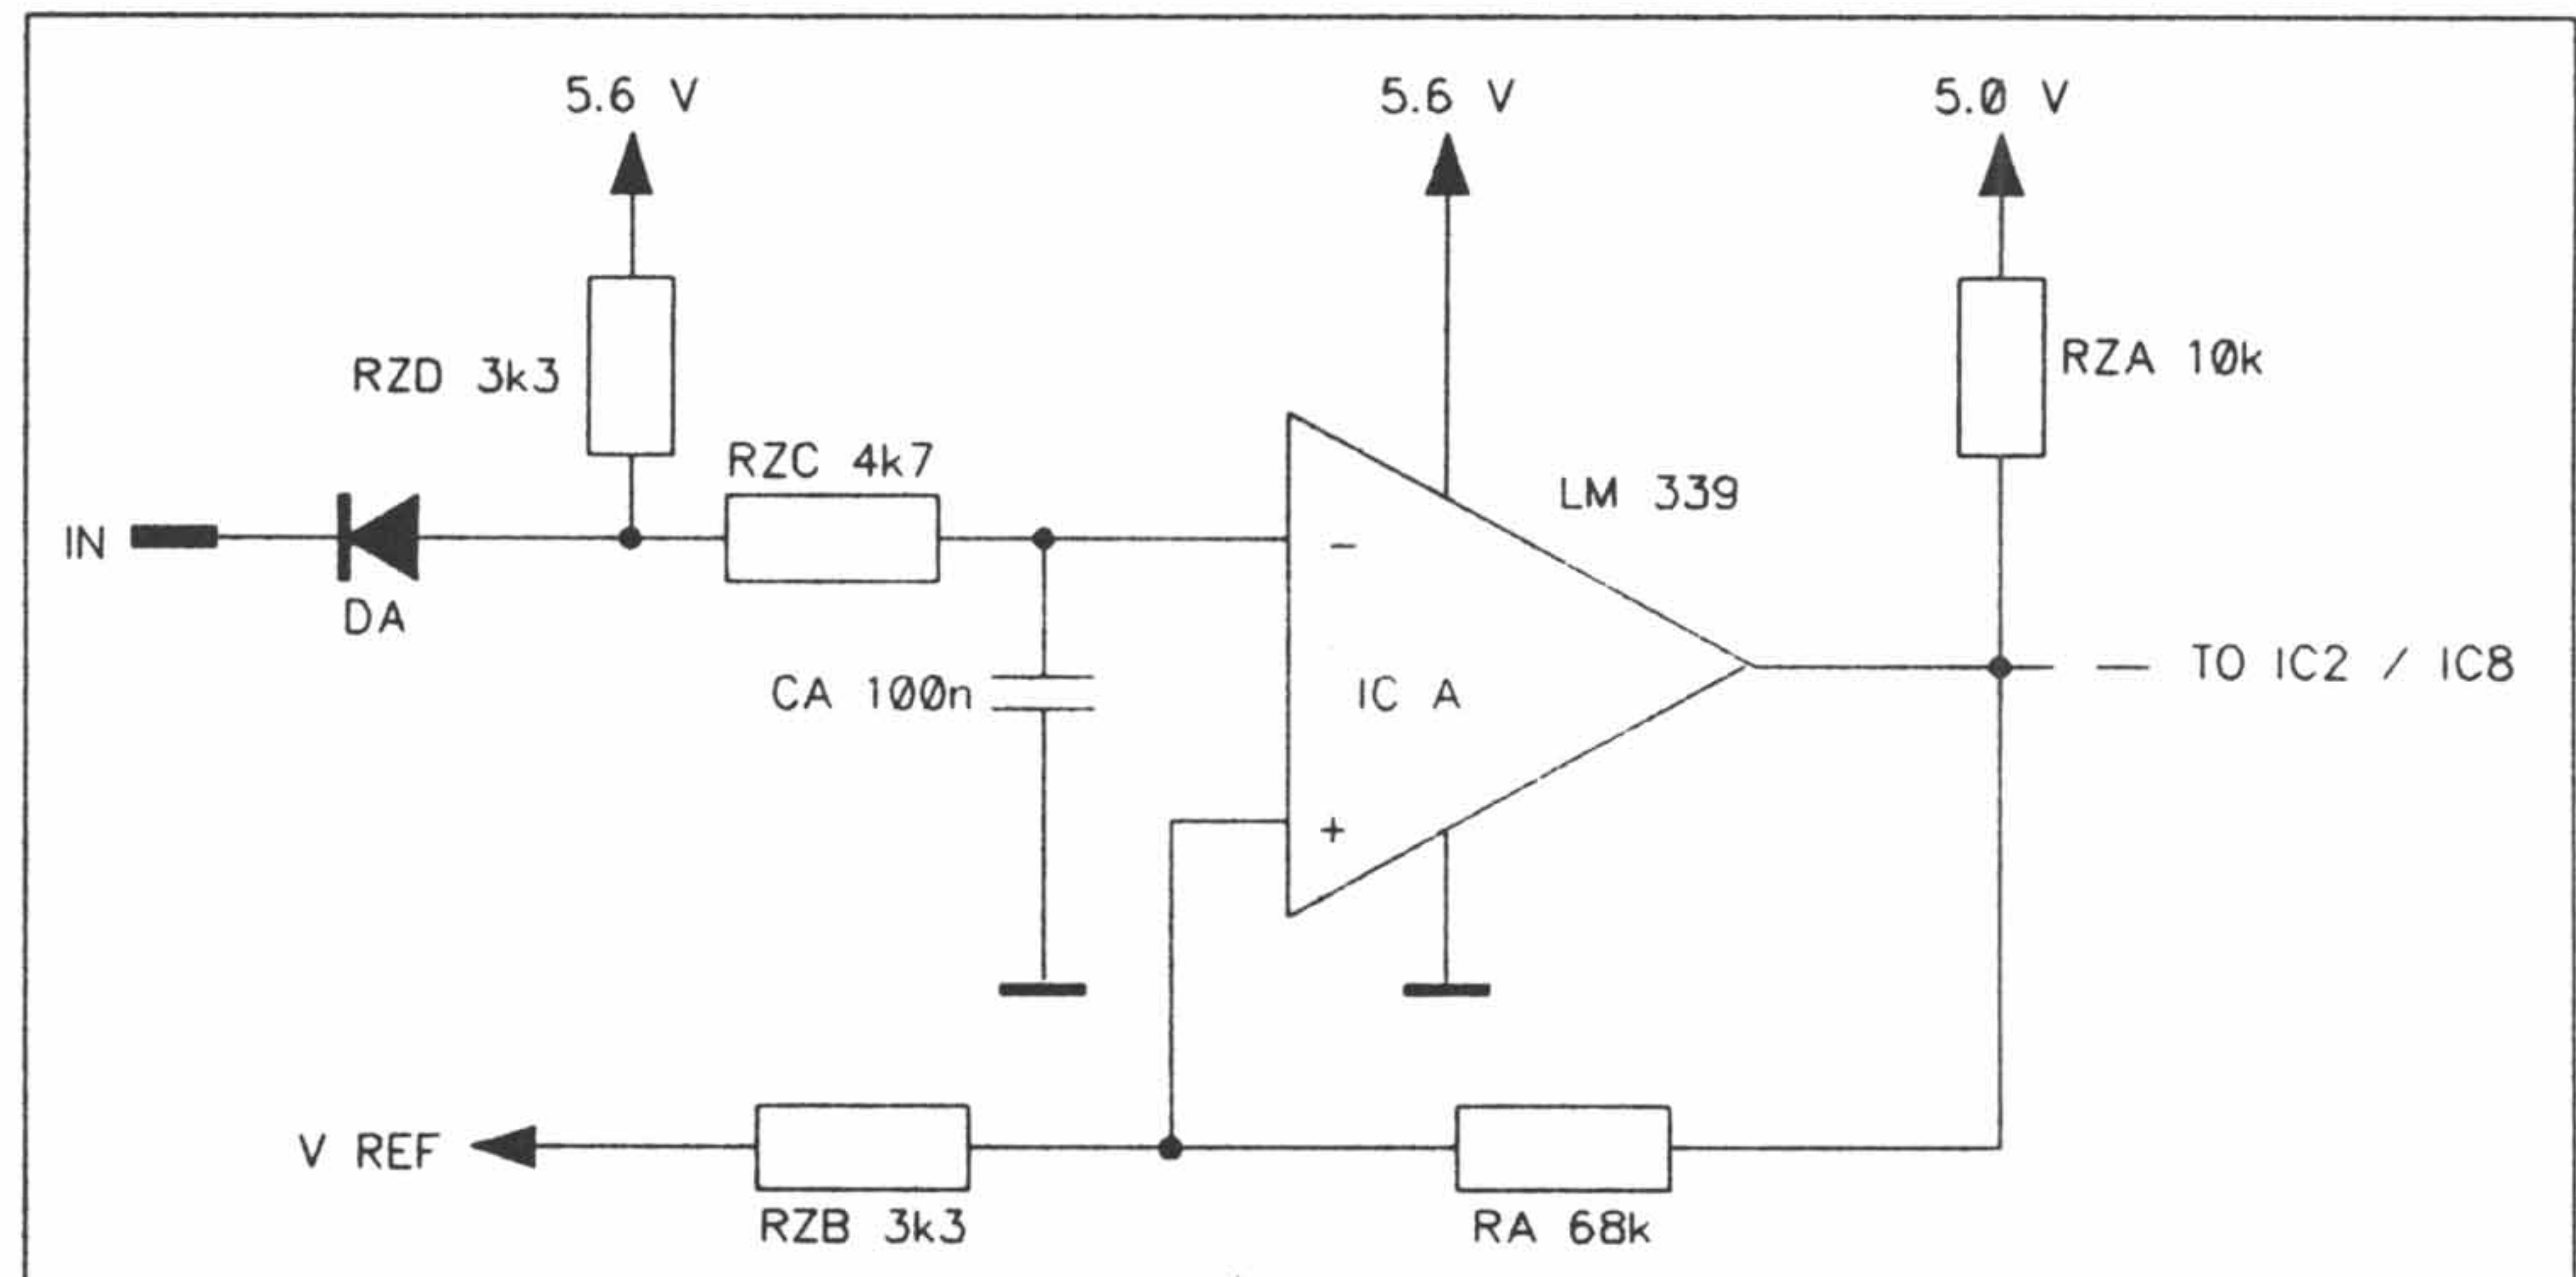 5.6 V
5.6 V
5.0 V
RZD 3k3
RZA 10k
RZC 4k7
LM 339
IN
-
DA
CA 100n
IC A
TO IC2 / IC8
+
V REF
RZB 3k3
RA 68k